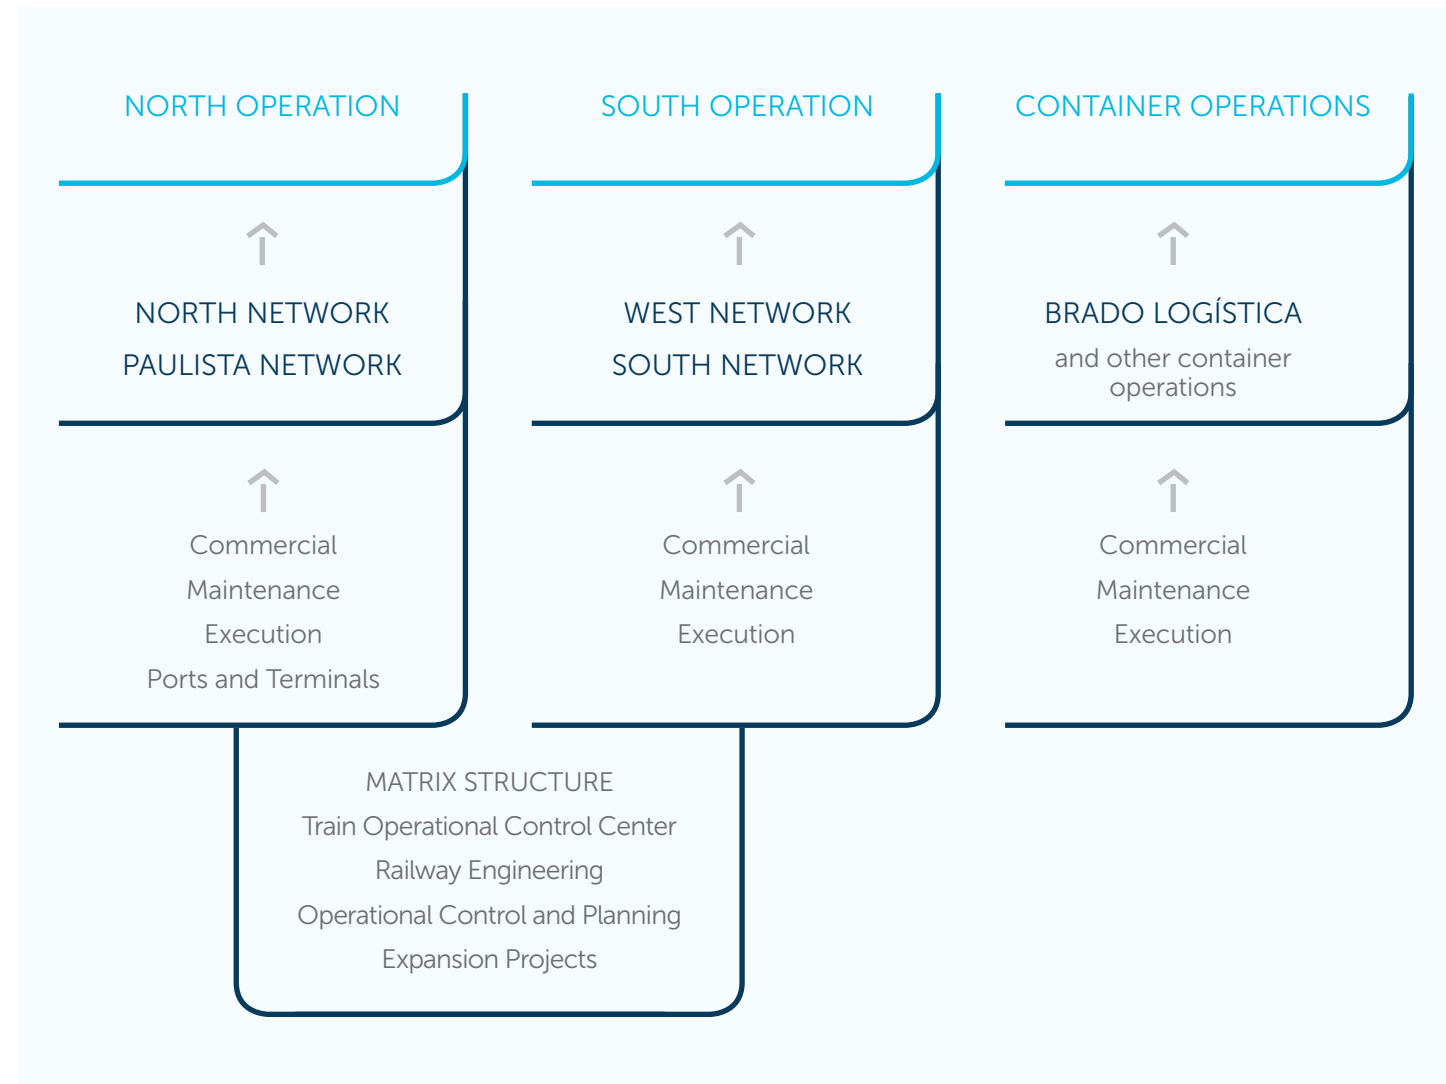 NORTH OPERATION
NORTH NETWORK
PAULISTA NETWORK
Commercial
Maintenance
Execution
Ports and Terminals
SOUTH OPERATION
WEST NETWORK
SOUTH NETWORK
Commercial
Maintenance
Execution
CONTAINER OPERATIONS
BRADO LOGÍSTICA
and other container
operations
Commercial
Maintenance
Execution
MATRIX STRUCTURE
Train Operational Control Center
Railway Engineering
Operational Control and Planning
Expansion Projects